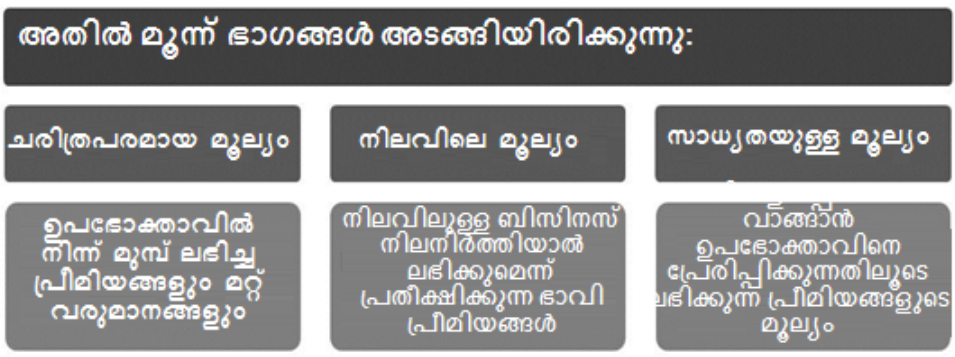 അതിൽ മൂന്ന് ഭാഗങ്ങൾ അടങ്ങിയിരിക്കുന്നു:
ചരിത്രപരമായ മൂല്യം
നിലവിലെ മൂല്യം
സാധ്യതയുള്ള മൂല്യം
ഉപഭോക്താവിൽ
നിന്ന് മുമ്പ് ലഭിച്ച
പ്രീമിയങ്ങളും മറ്റ്
വരുമാനങ്ങളും
നിലവിലുള്ള ബിസിനസ്
നിലനിർത്തിയാൽ
ലഭിക്കുമെന്ന്
പ്രതീക്ഷിക്കുന്ന ഭാവി
പ്രീമിയങ്ങൾ
വാങ്ങാൻ
ഉപഭോക്താവിനെ
പ്രേരിപ്പിക്കുന്നതിലൂടെ
ലഭിക്കുന്ന പ്രീമിയങ്ങളുടെ
മൂല്യം